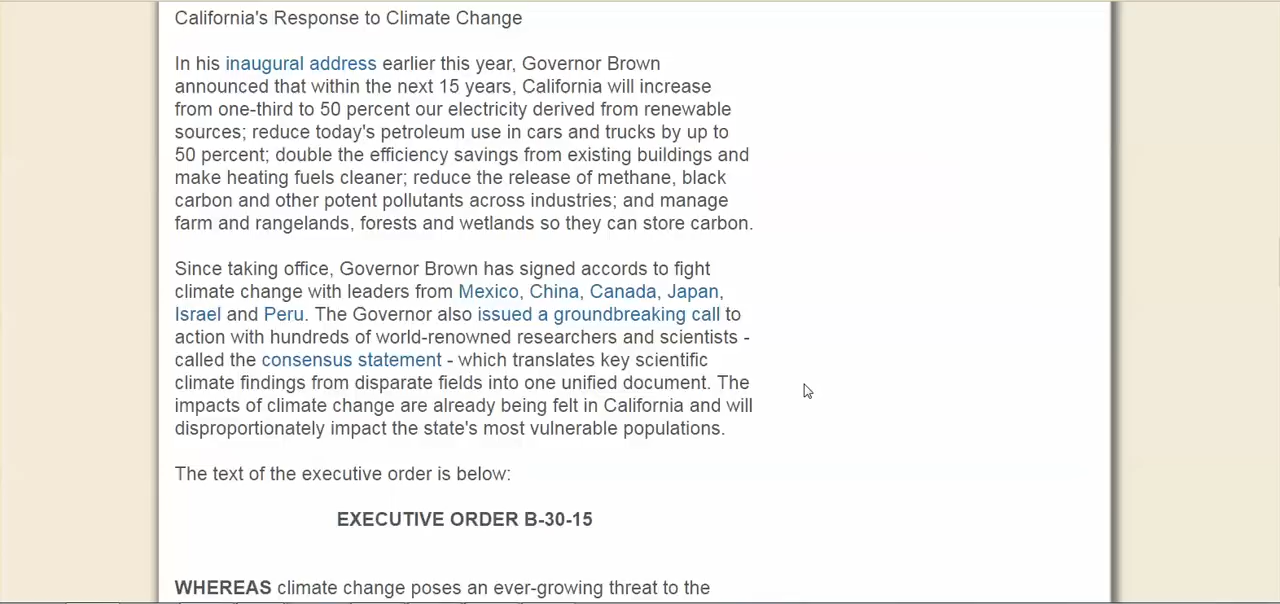 California's Response to Climate Change
In his inaugural address earlier this year, Governor Brown
announced that within the next 15 years, California will increase
from one-third to 50 percent our electricity derived from renewable
sources; reduce today's petroleum use in cars and trucks by up to
50 percent; double the efficiency savings from existing buildings and
make heating fuels cleaner; reduce the release of methane, black
carbon and other potent pollutants across industries; and manage
farm and rangelands, forests and wetlands so they can store carbon.
Since taking office, Governor Brown has signed accords to fight
climate change with leaders from Mexico, China, Canada, Japan,
Israel and Peru. The Governor also issued a groundbreaking call to
action with hundreds of world-renowned researchers and scientists -
called the consensus statement - which translates key scientific
climate findings from disparate fields into one unified document. The
impacts of climate change are already being felt in California and will
disproportionately impact the state's most vulnerable populations.
The text of the executive order is below:
EXECUTIVE ORDER B-30-15
WHEREAS climate change poses an ever-growing threat to the